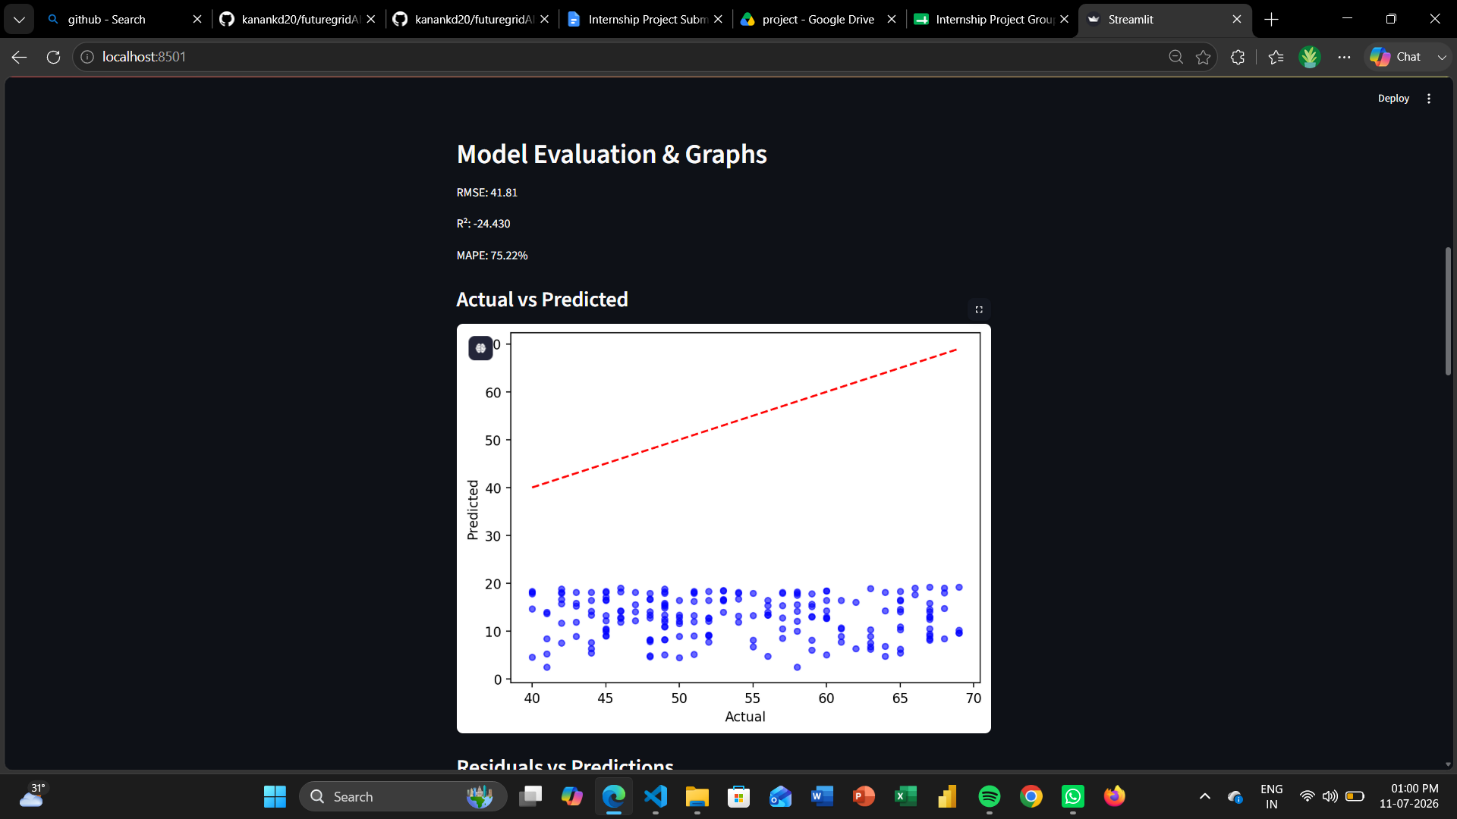 github - Search
kanankd20/futuregridAI
kanankd20/futuregridAI
Internship Project Subm
project - Google Drive
Internship Project Grou
Streamlit
localhost:8501
Chat
Deploy
Model Evaluation & Graphs
RMSE: 41.81
R²: -24.430
MAPE: 75.22%
Actual vs Predicted
0
60
50
40
30
20
10
0
Predicted
40 45 50 55 60 65 70
Actual
Residuals vs Predictions
31°
Search
ENG
IN
01:00 PM
11-07-2026